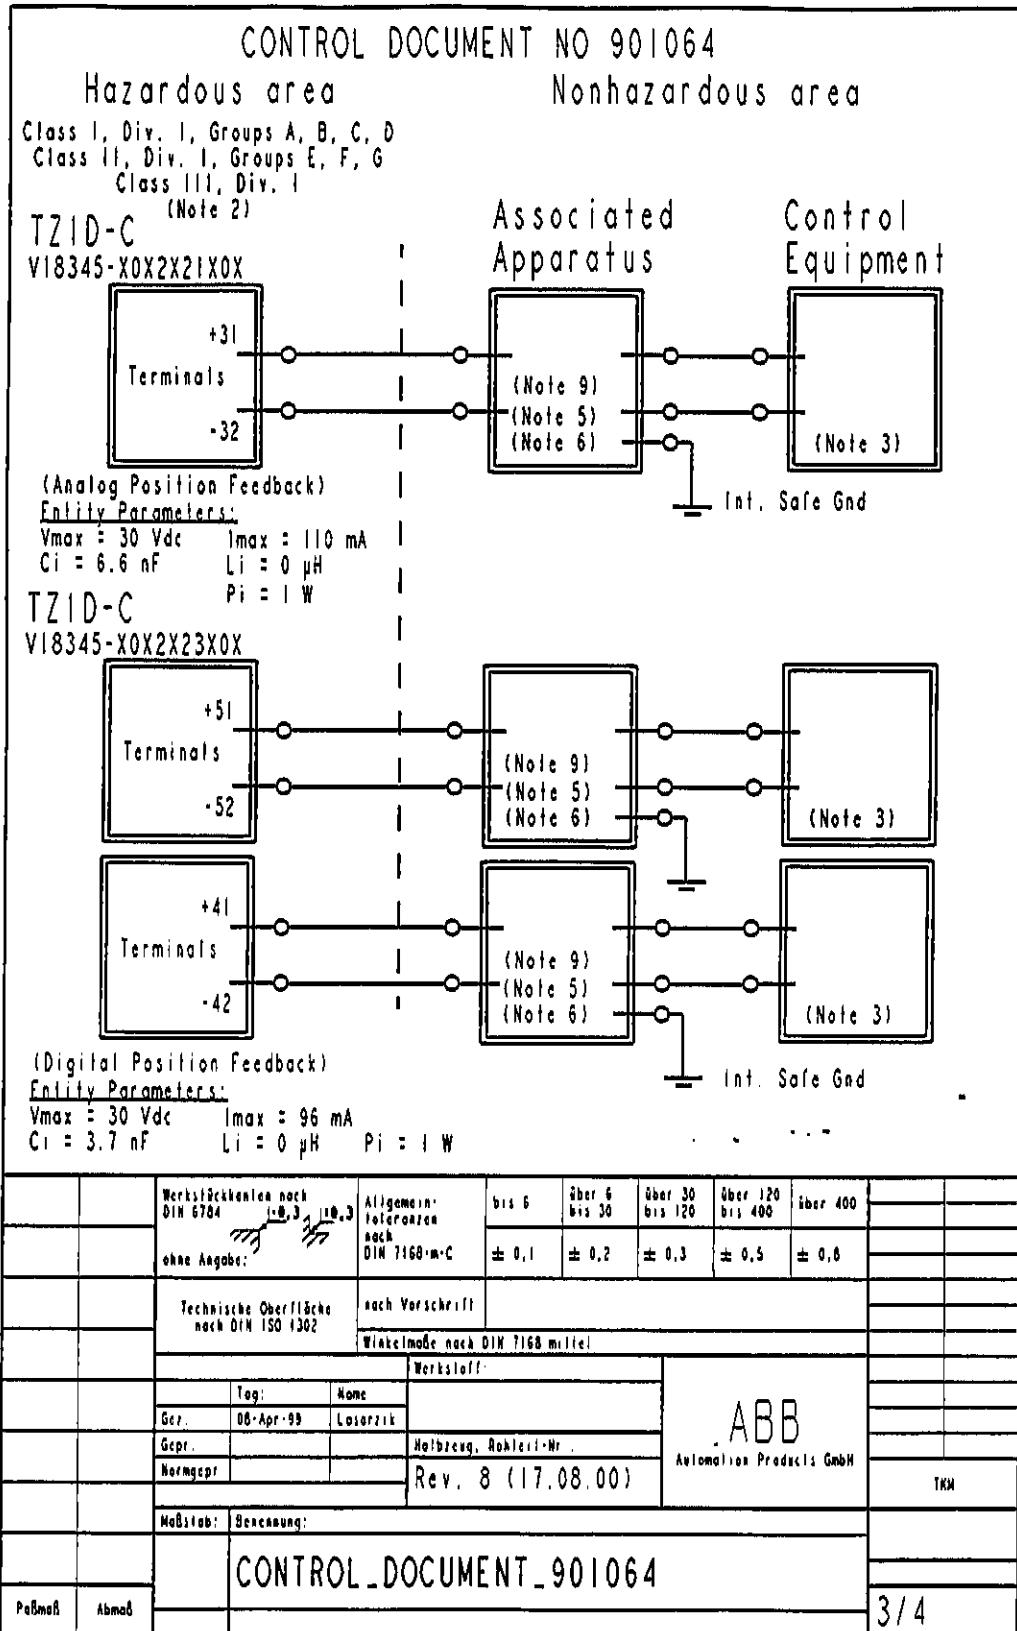 CONTROL DOCUMENT NO 901064
Hazardous area
Nonhazardous area
Class I, Div. I, Groups A, B, C, D
Class II, Div. I, Groups E, F, G
Class III, Div. I
(Note 2)
TZID-C
V18345-X0X2X21X0X
Associated
Apparatus
Control
Equipment
+31
Terminals
-32
(Note 9)
(Note 5)
(Note 6)
(Note 3)
Int. Safe Gnd
(Analog Position Feedback)
Entity Parameters:
Vmax = 30 Vdc Imax = 110 mA
Ci = 6.6 nF Li = 0 µH
Pi = 1 W
TZID-C
V18345-X0X2X23X0X
+51
Terminals
-52
(Note 9)
(Note 5)
(Note 6)
(Note 3)
+41
Terminals
-42
(Note 9)
(Note 5)
(Note 6)
(Note 3)
Int. Safe Gnd
(Digital Position Feedback)
Entity Parameters:
Vmax = 30 Vdc Imax = 96 mA
Ci = 3.7 nF Li = 0 µH Pi = 1 W
Werkstückkanten nach
DIN 6784
-0,3 +0,3
ohne Angabe:
Allgemein-
toleranzen
nach
DIN 7168-m-C
bis 6
über 6
bis 30
über 30
bis 120
über 120
bis 400
über 400
± 0,1 ± 0,2 ± 0,3 ± 0,5 ± 0,8
Technische Oberfläche
nach DIN ISO 1302
nach Vorschrift
Winkelmaße nach DIN 7168 mittel
Werkstoff:
Tag: Name
Gez. 08-Apr-99 Lasarzik
Gepr.
Normgepr
Halbzeug, Rohteil-Nr.
Rev. 8 (17.08.00)
ABB
Automation Products GmbH
TKM
Maßstab: Benennung:
CONTROL_DOCUMENT_901064
Paßmaß Abmaß
3/4